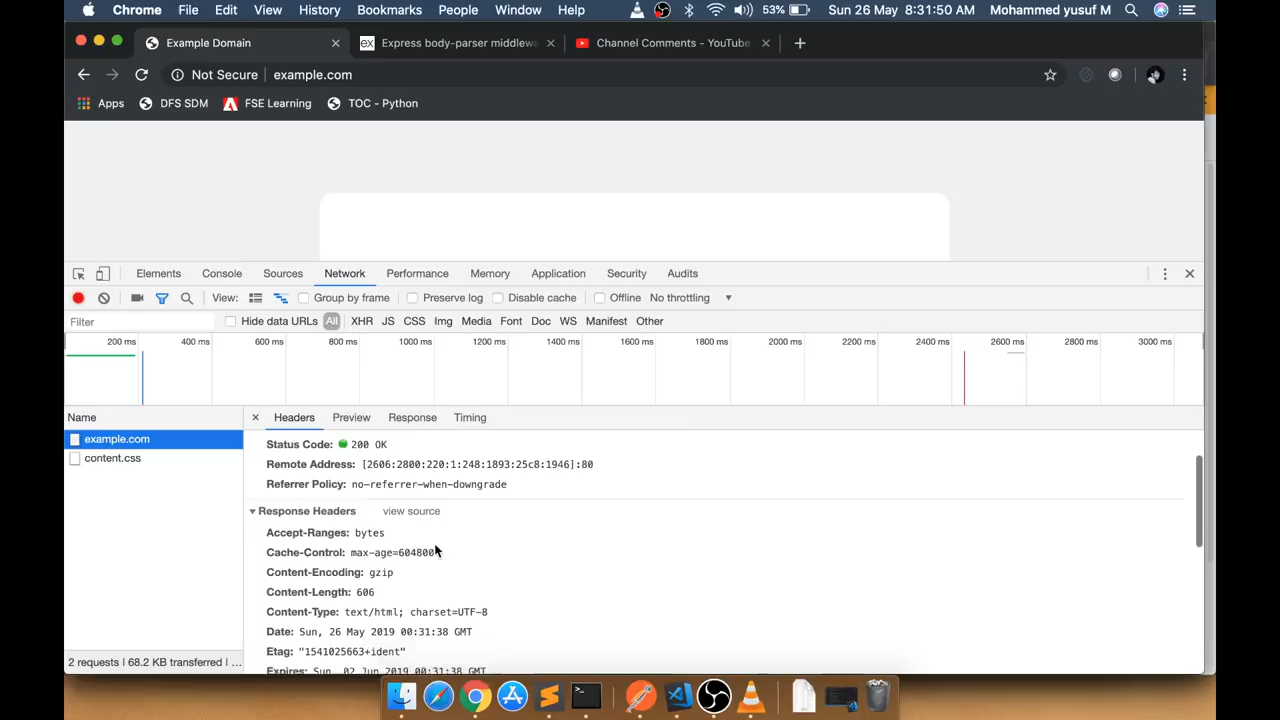 Chrome File Edit View History Bookmarks People Window Help 53% Sun 26 May 8:31:50 AM Mohammed yusuf M
Example Domain Express body-parser middlewa Channel Comments - YouTube
Not Secure example.com
Apps DFS SDM FSE Learning TOC - Python
Elements Console Sources Network Performance Memory Application Security Audits
View: Group by frame Preserve log Disable cache Offline No throttling
Filter Hide data URLs All XHR JS CSS Img Media Font Doc WS Manifest Other
200 ms 400 ms 600 ms 800 ms 1000 ms 1200 ms 1400 ms 1600 ms 1800 ms 2000 ms 2200 ms 2400 ms 2600 ms 2800 ms 3000 ms
Name Headers Preview Response Timing
example.com
content.css
Status Code: 200 OK
Remote Address: [2606:2800:220:1:248:1893:25c8:1946]:80
Referrer Policy: no-referrer-when-downgrade
Response Headers view source
Accept-Ranges: bytes
Cache-Control: max-age=604800
Content-Encoding: gzip
Content-Length: 606
Content-Type: text/html; charset=UTF-8
Date: Sun, 26 May 2019 00:31:38 GMT
Etag: "1541025663+ident"
Expires: Sun, 02 Jun 2019 00:31:38 GMT
2 requests | 68.2 KB transferred | ...